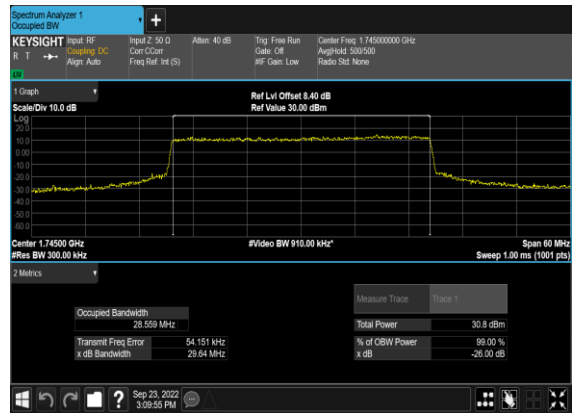 Spectrum Analyzer 1
Occupied BW
+
KEYSIGHT
R T
Input: RF
Coupling: DC
Align: Auto
Input Z: 50 Ω
Corr CCorr
Freq Ref: Int (S)
Atten: 40 dB
Trig: Free Run
Gate: Off
#IF Gain: Low
Center Freq: 1.745000000 GHz
Avg|Hold: 500/500
Radio Std: None
1 Graph
Scale/Div 10.0 dB
Ref Lvl Offset 8.40 dB
Ref Value 30.00 dBm
Log
20.0
10.0
0.00
-10.0
-20.0
-30.0
-40.0
-50.0
-60.0
Center 1.74500 GHz
#Res BW 300.00 kHz
#Video BW 910.00 kHz*
Span 60 MHz
Sweep 1.00 ms (1001 pts)
2 Metrics
Measure Trace
Trace 1
Occupied Bandwidth
28.559 MHz
Total Power 30.8 dBm
Transmit Freq Error 54.151 kHz
x dB Bandwidth 29.64 MHz
% of OBW Power 99.00 %
x dB -26.00 dB
?
Sep 23, 2022
3:09:55 PM